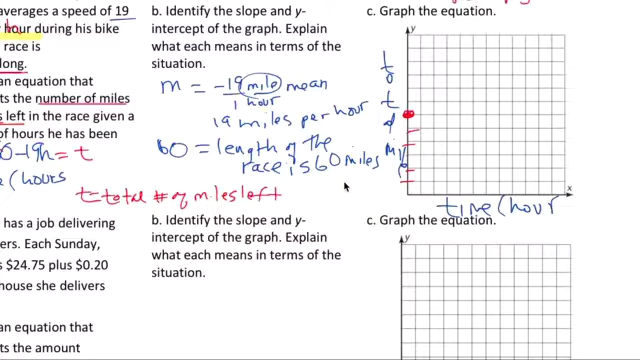 averages a speed of 19
hour during his bike
race is
long.
an equation that
ts the number of miles
s left in the race given a
of hours he has been
0-19h = t
(hours
b. Identify the slope and y-
intercept of the graph. Explain
what each means in terms of the
situation.
m = -19 mile mean
1 hour
19 miles per hour
60 = length of the
race is 60 miles
t = total # of miles left
c. Graph the equation.
y
x
time (hour
has a job delivering
ers. Each Sunday,
s $24.75 plus $0.20
house she delivers
an equation that
ts the amount
b. Identify the slope and y-
intercept of the graph. Explain
what each means in terms of the
situation.
c. Graph the equation.
y